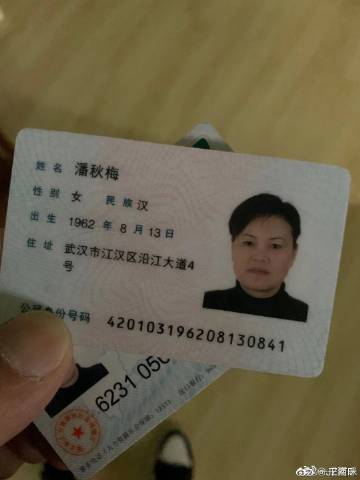 姓名 潘秋梅
性别 女 民族 汉
出生 1962 年 8 月 13 日
住址 武汉市江汉区沿江大道4
号
公民身份号码 420103196208130841
6231 050